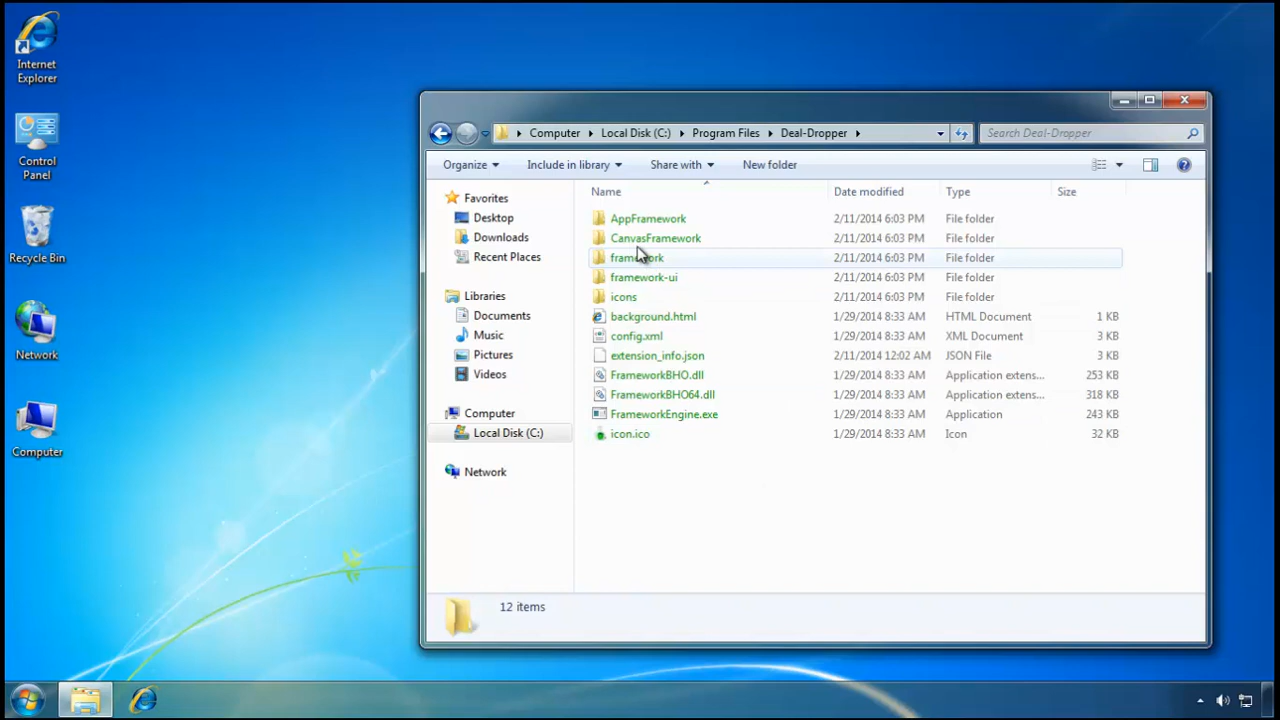 Internet
Explorer
Control
Panel
Recycle Bin
Network
Computer
Computer Local Disk (C:) Program Files Deal-Dropper Search Deal-Dropper
Organize Include in library Share with New folder
Favorites
Desktop
Downloads
Recent Places
Libraries
Documents
Music
Pictures
Videos
Computer
Local Disk (C:)
Network
Name Date modified Type Size
AppFramework 2/11/2014 6:03 PM File folder
CanvasFramework 2/11/2014 6:03 PM File folder
framework 2/11/2014 6:03 PM File folder
framework-ui 2/11/2014 6:03 PM File folder
icons 2/11/2014 6:03 PM File folder
background.html 1/29/2014 8:33 AM HTML Document 1 KB
config.xml 1/29/2014 8:33 AM XML Document 3 KB
extension_info.json 2/11/2014 12:02 AM JSON File 3 KB
FrameworkBHO.dll 1/29/2014 8:33 AM Application extens... 253 KB
FrameworkBHO64.dll 1/29/2014 8:33 AM Application extens... 318 KB
FrameworkEngine.exe 1/29/2014 8:33 AM Application 243 KB
icon.ico 1/29/2014 8:33 AM Icon 32 KB
12 items